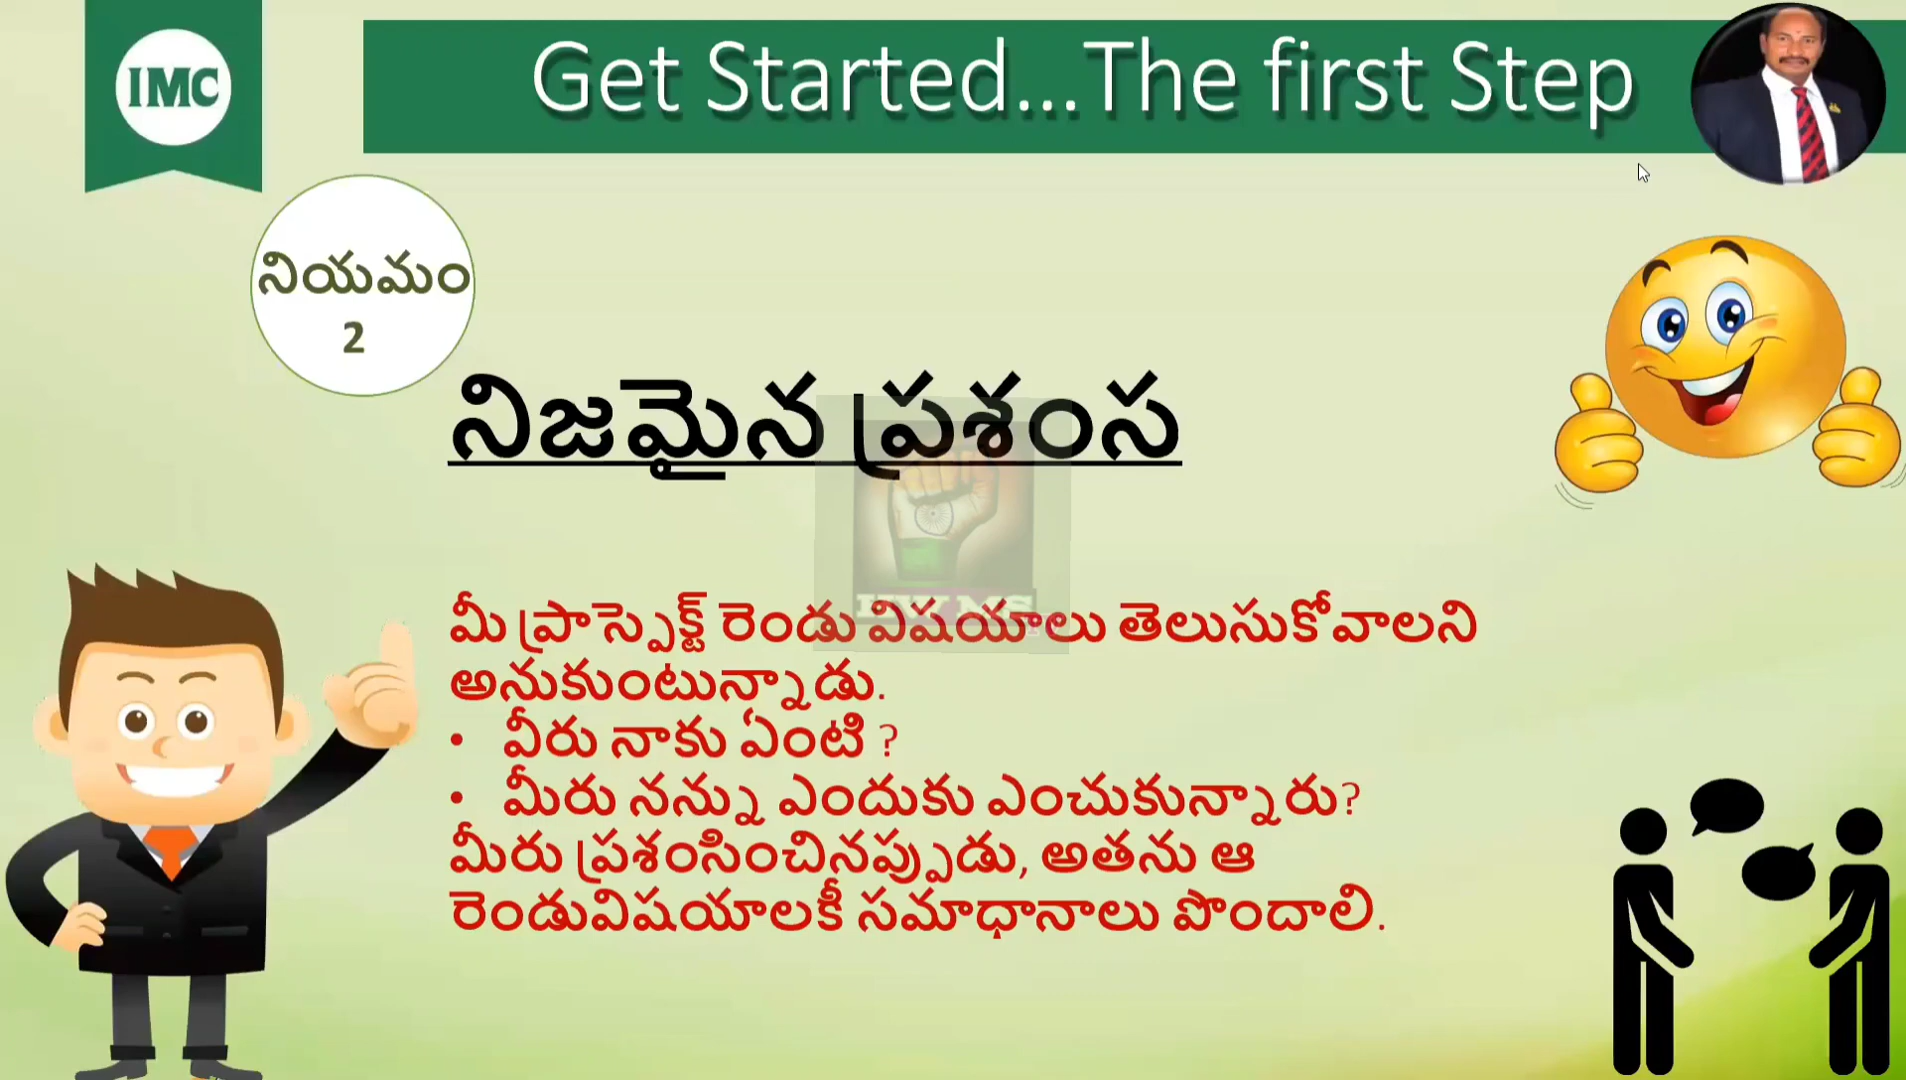 IMC
Get Started...The first Step
నియమం
2
నిజమైన ప్రశంస
మీ ప్రాస్పెక్ట్ రెండు విషయాలు తెలుసుకోవాలని
అనుకుంటున్నాడు.
• వీరు నాకు ఏంటి ?
• మీరు నన్ను ఎందుకు ఎంచుకున్నారు?
మీరు ప్రశంసించినప్పుడు, అతను ఆ
రెండువిషయాలకీ సమాధానాలు పొందాలి.